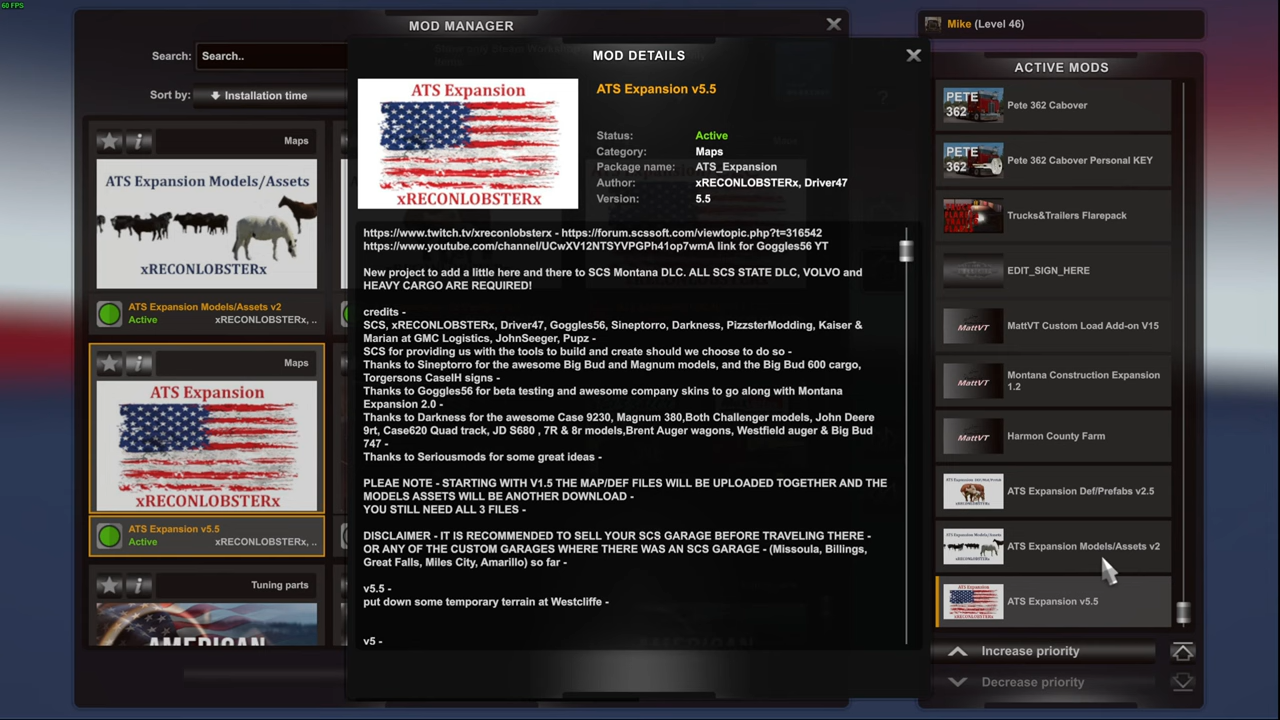 60 FPS
MOD MANAGER
Search: Search..
Sort by: Installation time
Maps
ATS Expansion Models/Assets
xRECONLOBSTERx
ATS Expansion Models/Assets v2
Active xRECONLOBSTERx, ..
Maps
ATS Expansion
xRECONLOBSTERx
ATS Expansion v5.5
Active xRECONLOBSTERx, ..
Tuning parts
AMERICAN
MOD DETAILS
ATS Expansion
xRECONLOBSTERx
ATS Expansion v5.5
Status: Active
Category: Maps
Package name: ATS_Expansion
Author: xRECONLOBSTERx, Driver47
Version: 5.5
https://www.twitch.tv/xreconlobsterx - https://forum.scssoft.com/viewtopic.php?t=316542
https://www.youtube.com/channel/UCwXV12NTSYVPGPh41op7wmA link for Goggles56 YT
New project to add a little here and there to SCS Montana DLC. ALL SCS STATE DLC, VOLVO and
HEAVY CARGO ARE REQUIRED!
credits -
SCS, xRECONLOBSTERx, Driver47, Goggles56, Sineptorro, Darkness, PizzsterModding, Kaiser &
Marian at GMC Logistics, JohnSeeger, Pupz -
SCS for providing us with the tools to build and create should we choose to do so -
Thanks to Sineptorro for the awesome Big Bud and Magnum models, and the Big Bud 600 cargo,
Torgersons CaseIH signs -
Thanks to Goggles56 for beta testing and awesome company skins to go along with Montana
Expansion 2.0 -
Thanks to Darkness for the awesome Case 9230, Magnum 380,Both Challenger models, John Deere
9rt, Case620 Quad track, JD S680 , 7R & 8r models,Brent Auger wagons, Westfield auger & Big Bud
747 -
Thanks to Seriousmods for some great ideas -
PLEAE NOTE - STARTING WITH V1.5 THE MAP/DEF FILES WILL BE UPLOADED TOGETHER AND THE
MODELS ASSETS WILL BE ANOTHER DOWNLOAD -
YOU STILL NEED ALL 3 FILES -
DISCLAIMER - IT IS RECOMMENDED TO SELL YOUR SCS GARAGE BEFORE TRAVELING THERE -
OR ANY OF THE CUSTOM GARAGES WHERE THERE WAS AN SCS GARAGE - (Missoula, Billings,
Great Falls, Miles City, Amarillo) so far -
v5.5 -
put down some temporary terrain at Westcliffe -
v5 -
Mike (Level 46)
ACTIVE MODS
PETE 362 Pete 362 Cabover
PETE 362 Pete 362 Cabover Personal KEY
Trucks&Trailers Flarepack
EDIT_SIGN_HERE
MattVT MattVT Custom Load Add-on V15
MattVT Montana Construction Expansion
1.2
MattVT Harmon County Farm
ATS Expansion Def/Prefabs v2.5
ATS Expansion Models/Assets v2
ATS Expansion ATS Expansion v5.5
Increase priority
Decrease priority